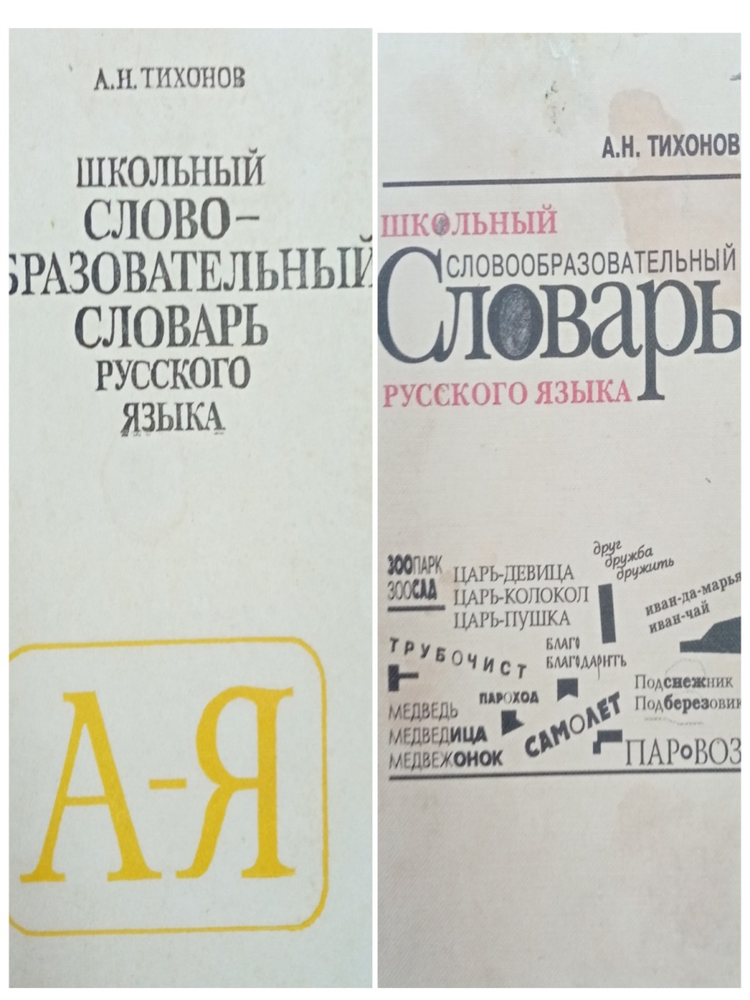 А.Н. ТИХОНОВ
ШКОЛЬНЫЙ
СЛОВО-
БРАЗОВАТЕЛЬНЫЙ
СЛОВАРЬ
РУССКОГО
ЯЗЫКА
А-Я
А.Н. ТИХОНОВ
ШКОЛЬНЫЙ
СЛОВООБРАЗОВАТЕЛЬНЫЙ
Словарь
РУССКОГО ЯЗЫКА
ЗООПАРК
ЗООСАД
ЦАРЬ-ДЕВИЦА
ЦАРЬ-КОЛОКОЛ
ЦАРЬ-ПУШКА
друг
дружба
дружить
иван-да-марья
иван-чай
ТРУБОЧИСТ
БЛАГО
БЛАГОДАРИТЬ
Подснежник
Подберезовик
ПАРОХОД
МЕДВЕДЬ
МЕДВЕДИЦА
МЕДВЕЖОНОК
САМОЛЕТ
ПАРОВОЗ